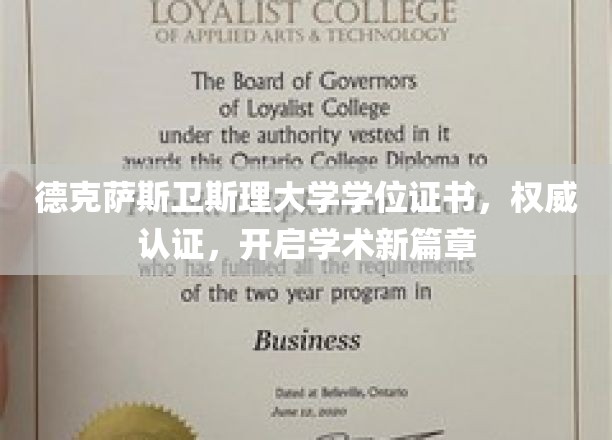 LOYALIST COLLEGE
OF APPLIED ARTS & TECHNOLOGY
The Board of Governors
of Loyalist College
under the authority vested in it
awards this Ontario College Diploma to
德克萨斯卫斯理大学学位证书，权威
认证，开启学术新篇章
who has fulfilled all the requirements
of the two year program in
Business
Dated at Belleville, Ontario
June 12, 2020